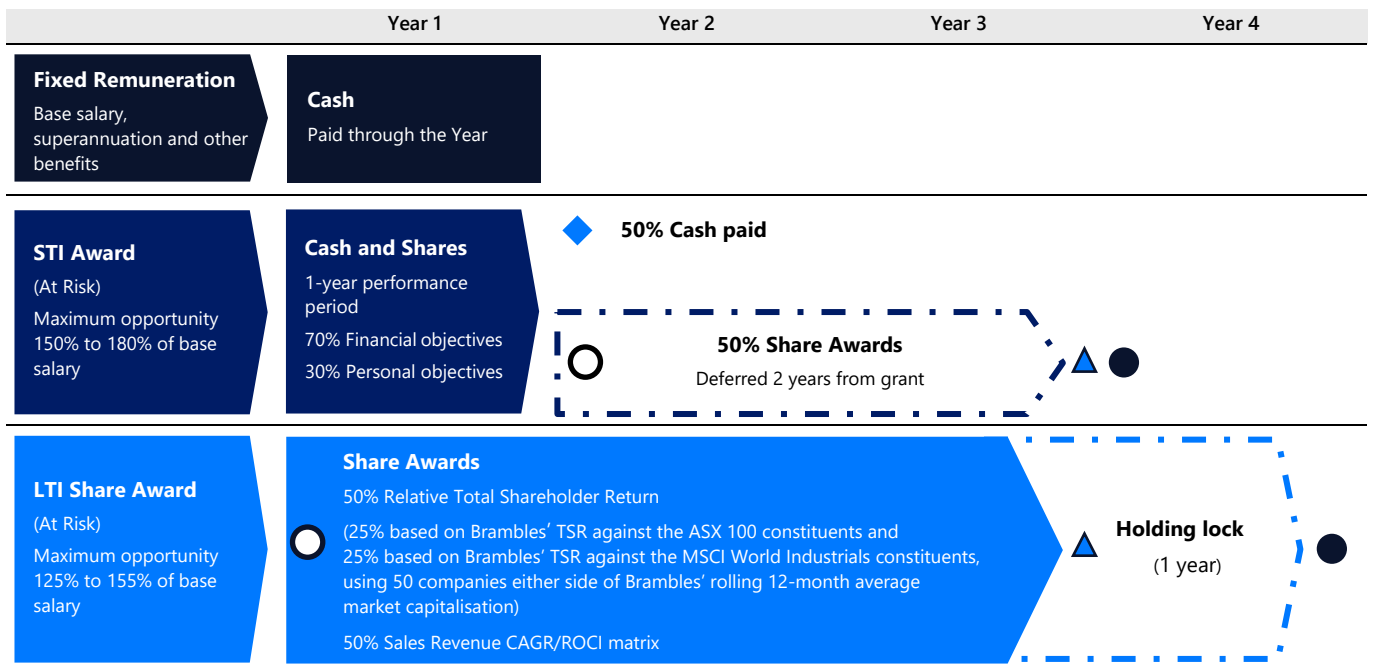 Year 1 Year 2 Year 3 Year 4
Fixed Remuneration
Base salary,
superannuation and other
benefits
Cash
Paid through the Year
STI Award
(At Risk)
Maximum opportunity
150% to 180% of base
salary
Cash and Shares
1-year performance
period
70% Financial objectives
30% Personal objectives
50% Cash paid
50% Share Awards
Deferred 2 years from grant
LTI Share Award
(At Risk)
Maximum opportunity
125% to 155% of base
salary
Share Awards
50% Relative Total Shareholder Return
(25% based on Brambles’ TSR against the ASX 100 constituents and
25% based on Brambles’ TSR against the MSCI World Industrials constituents,
using 50 companies either side of Brambles’ rolling 12-month average
market capitalisation)
50% Sales Revenue CAGR/ROCI matrix
Holding lock
(1 year)